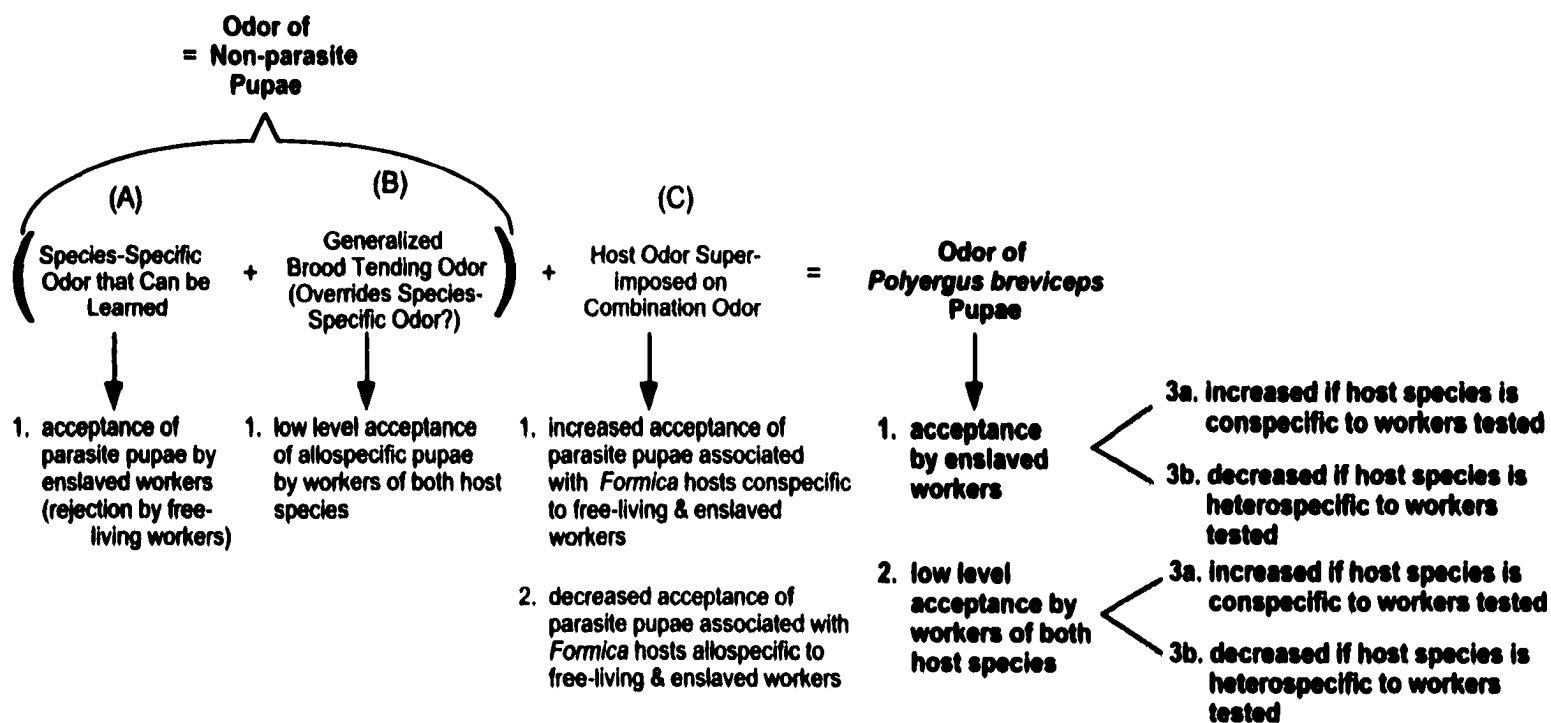 Odor of
= Non-parasite
Pupae
(A)
(B)
(C)
(Species-Specific
Odor that Can be
Learned
+
Generalized
Brood Tending Odor
(Overrides Species-
Specific Odor?))
+
Host Odor Super-
imposed on
Combination Odor
=
Odor of
Polyergus breviceps
Pupae
1. acceptance of
parasite pupae by
enslaved workers
(rejection by free-
living workers)
1. low level acceptance
of allospecific pupae
by workers of both host
species
1. increased acceptance of
parasite pupae associated
with Formica hosts conspecific
to free-living & enslaved
workers
2. decreased acceptance of
parasite pupae associated with
Formica hosts allospecific to
free-living & enslaved workers
1. acceptance
by enslaved
workers
3a. increased if host species is
conspecific to workers tested
3b. decreased if host species is
heterospecific to workers
tested
2. low level
acceptance by
workers of both
host species
3a. increased if host species is
conspecific to workers tested
3b. decreased if host species is
heterospecific to workers
tested